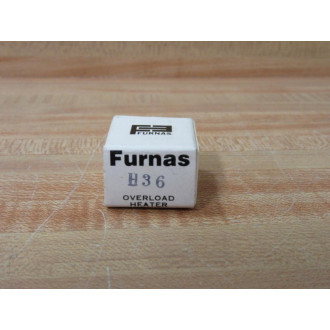 FURNAS
Furnas
H36
OVERLOAD
HEATER